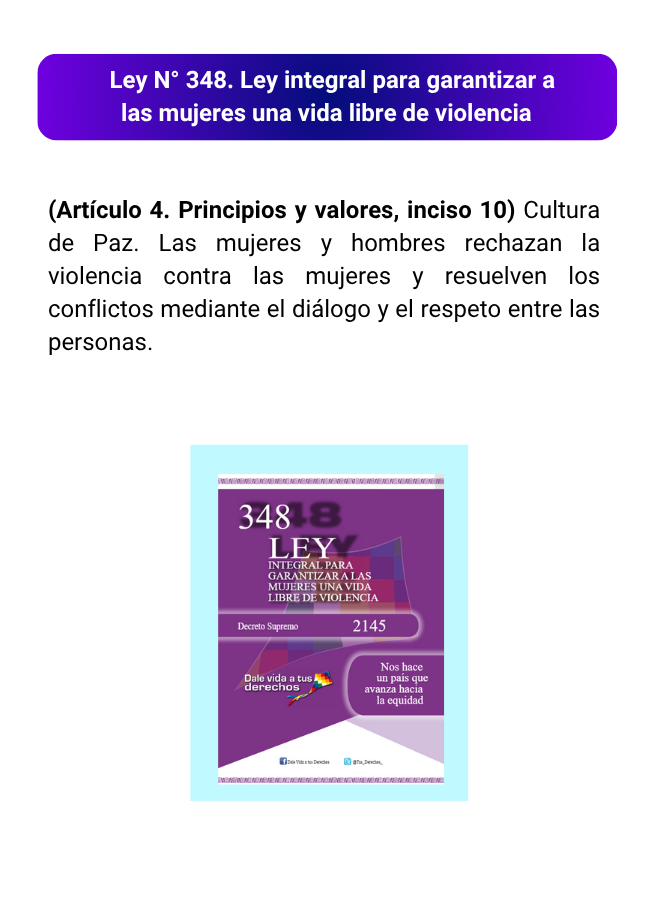 Ley N° 348. Ley integral para garantizar a
las mujeres una vida libre de violencia
(Artículo 4. Principios y valores, inciso 10) Cultura
de Paz. Las mujeres y hombres rechazan la
violencia contra las mujeres y resuelven los
conflictos mediante el diálogo y el respeto entre las
personas.
348
LEY
INTEGRAL PARA
GARANTIZAR A LAS
MUJERES UNA VIDA
LIBRE DE VIOLENCIA
Decreto Supremo 2145
Nos hace
un país que
avanza hacia
la equidad
Dale vida a tus
derechos
Dale Vida a tus Derechos @Tus_Derechos_